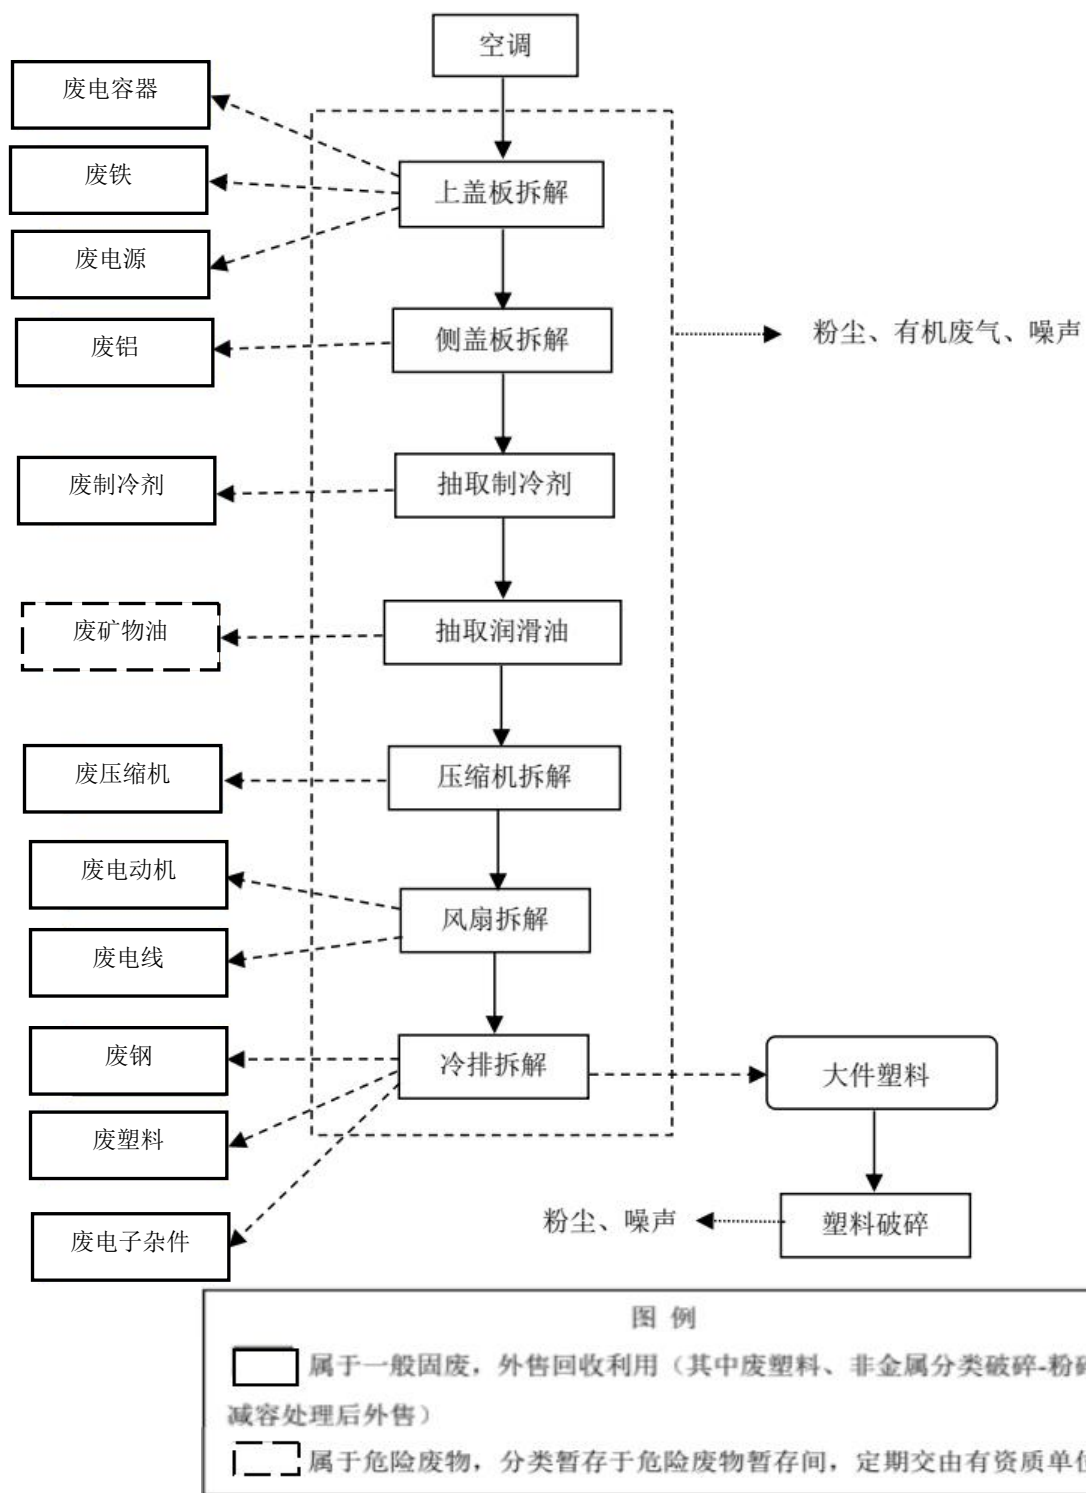 空调
废电容器
废铁
上盖板拆解
废电源
废铝
侧盖板拆解
粉尘、有机废气、噪声
废制冷剂
抽取制冷剂
废矿物油
抽取润滑油
废压缩机
压缩机拆解
废电动机
风扇拆解
废电线
废钢
冷排拆解
大件塑料
废塑料
粉尘、噪声
塑料破碎
废电子杂件
图 例
属于一般固废，外售回收利用（其中废塑料、非金属分类破碎-粉碎
减容处理后外售）
属于危险废物，分类暂存于危险废物暂存间，定期交由有资质单位